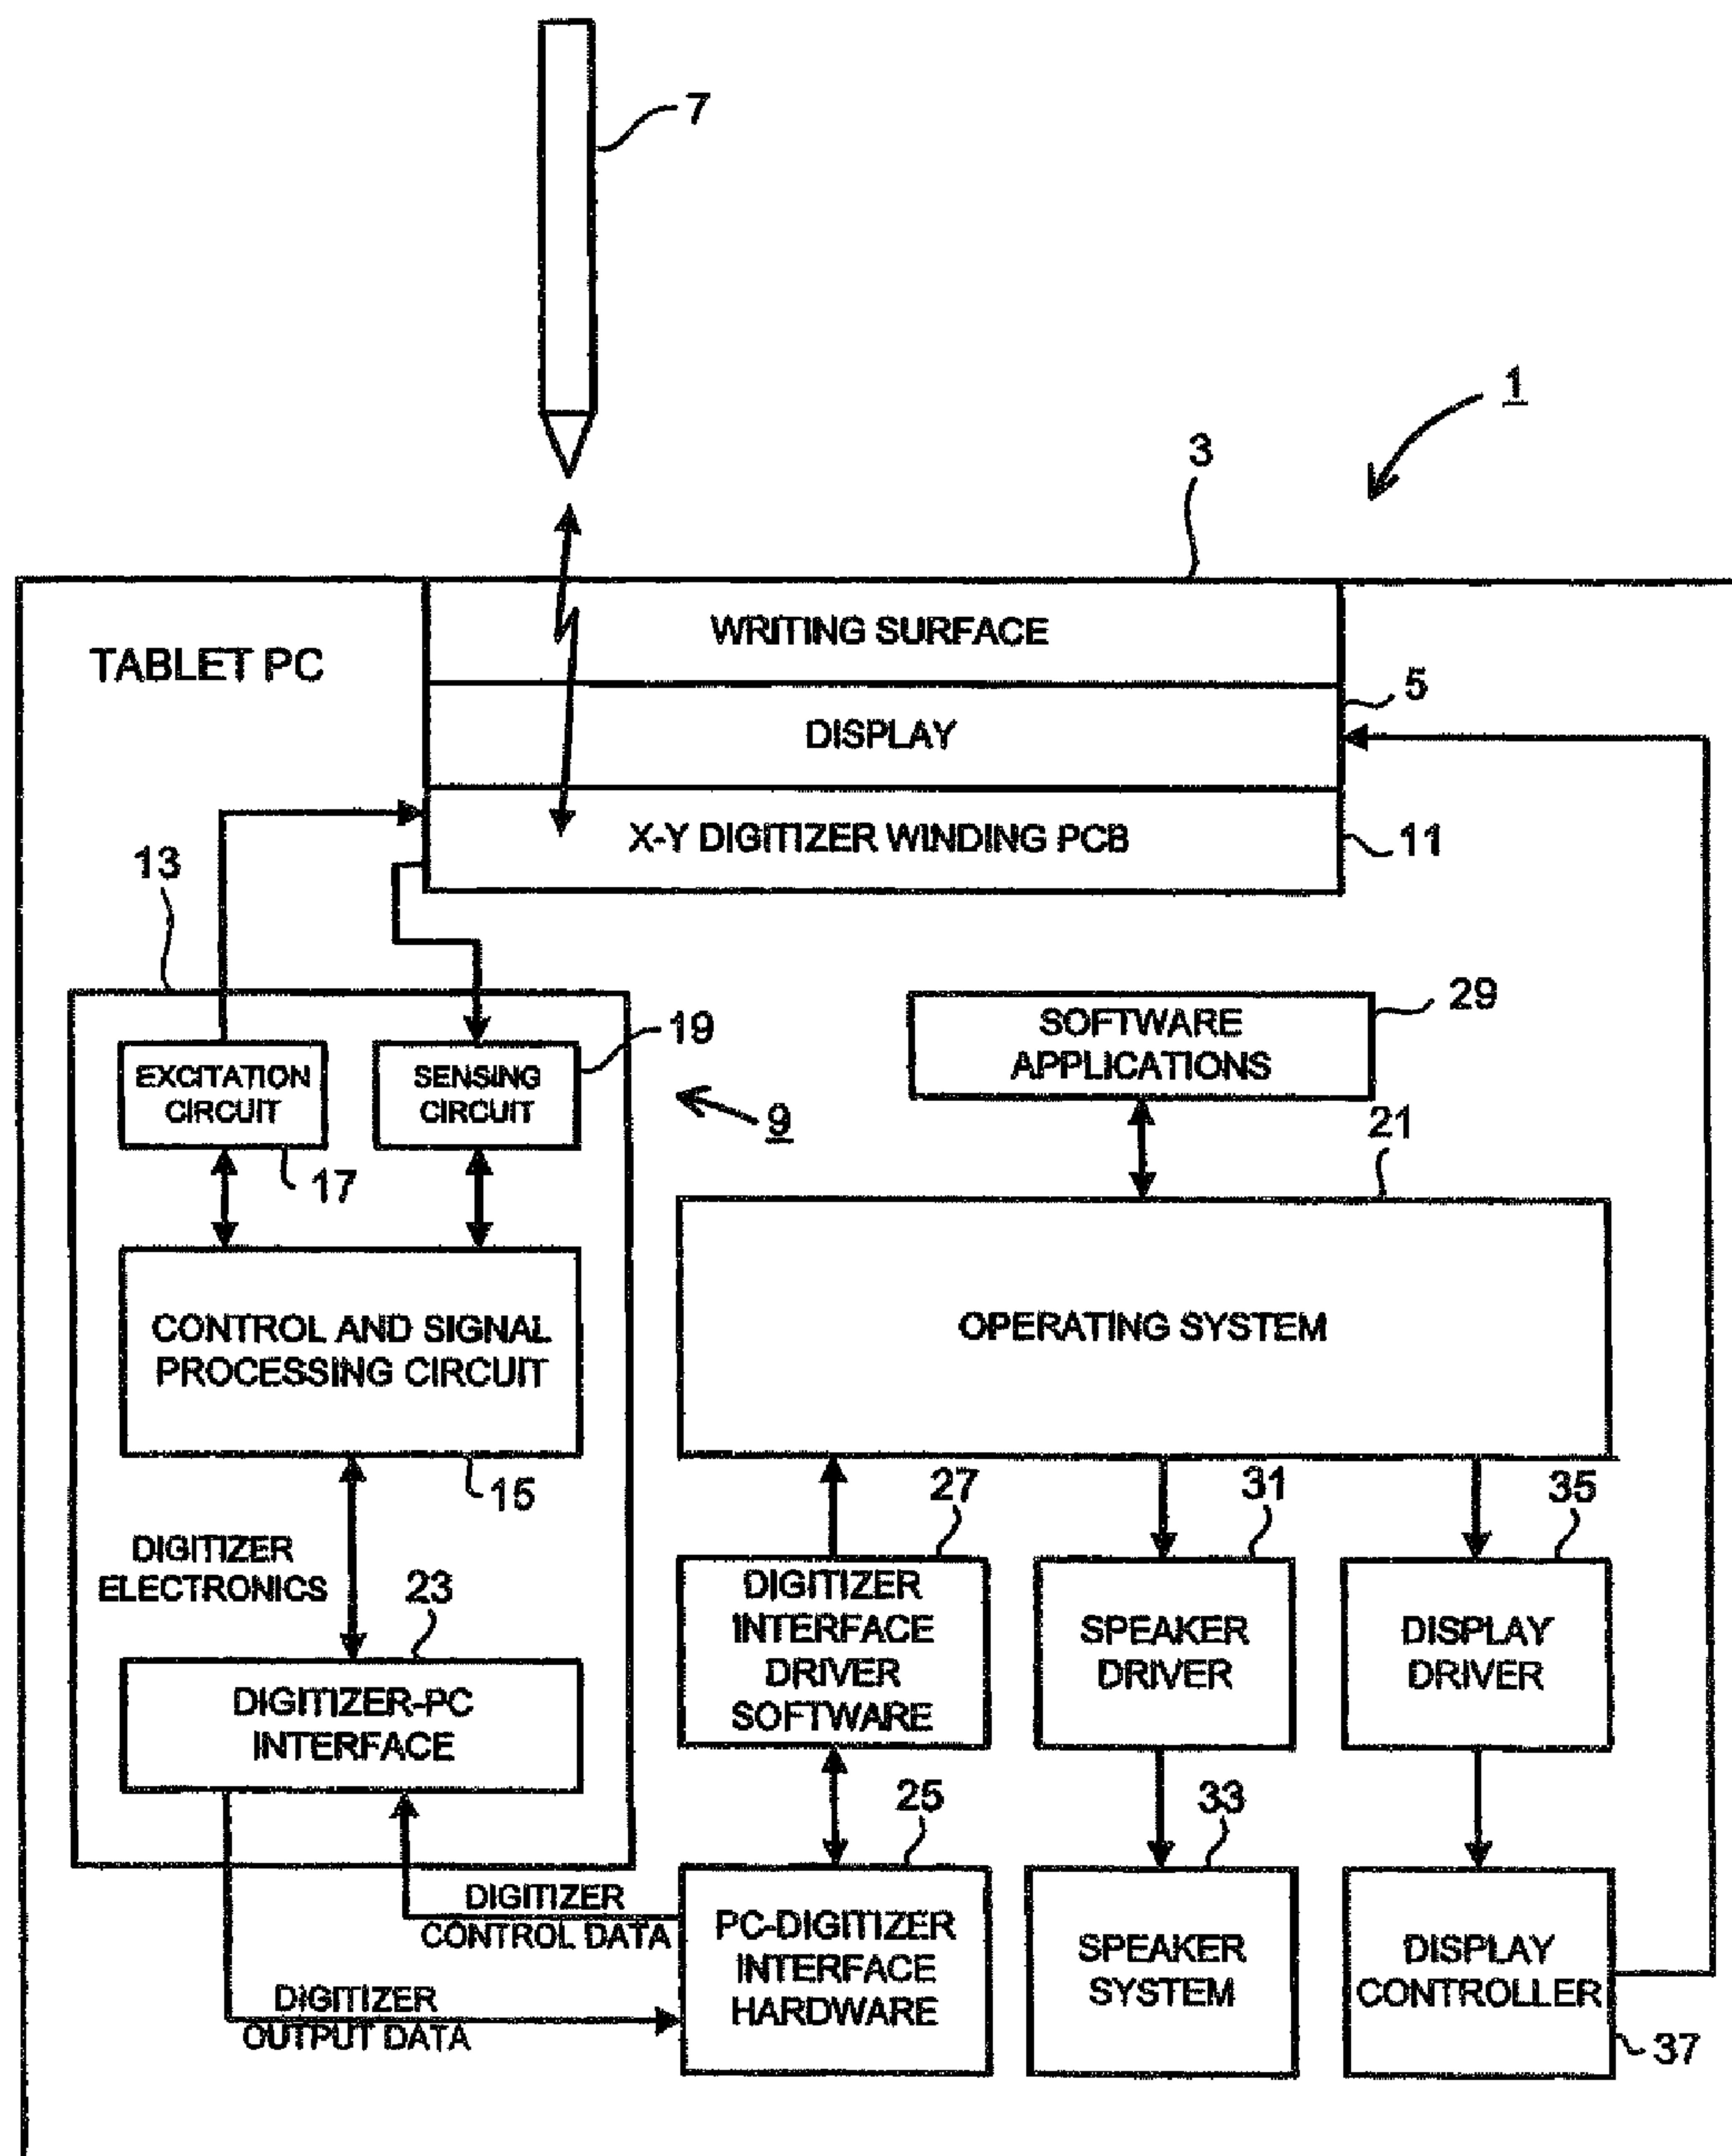 7
1
3
WRITING SURFACE
TABLET PC
5
DISPLAY
X-Y DIGITIZER WINDING PCB
11
13
19
EXCITATION
CIRCUIT
SENSING
CIRCUIT
17
9
SOFTWARE
APPLICATIONS
29
21
CONTROL AND SIGNAL
PROCESSING CIRCUIT
15
OPERATING SYSTEM
DIGITIZER
ELECTRONICS
23
DIGITIZER-PC
INTERFACE
27
DIGITIZER
INTERFACE
DRIVER
SOFTWARE
31
SPEAKER
DRIVER
35
DISPLAY
DRIVER
DIGITIZER
CONTROL DATA
DIGITIZER
OUTPUT DATA
25
PC-DIGITIZER
INTERFACE
HARDWARE
33
SPEAKER
SYSTEM
DISPLAY
CONTROLLER
37